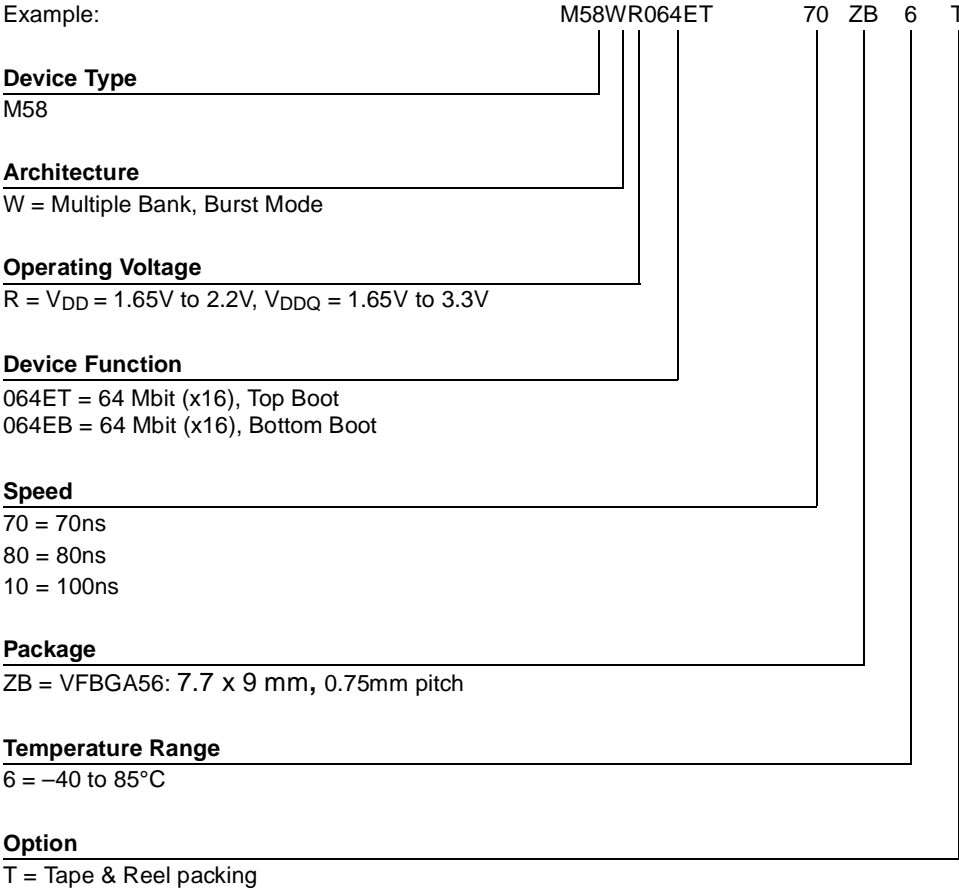 Example: M58WR064ET 70 ZB 6 T
Device Type
M58
Architecture
W = Multiple Bank, Burst Mode
Operating Voltage
R = VDD = 1.65V to 2.2V, VDDQ = 1.65V to 3.3V
Device Function
064ET = 64 Mbit (x16), Top Boot
064EB = 64 Mbit (x16), Bottom Boot
Speed
70 = 70ns
80 = 80ns
10 = 100ns
Package
ZB = VFBGA56: 7.7 x 9 mm, 0.75mm pitch
Temperature Range
6 = –40 to 85°C
Option
T = Tape & Reel packing